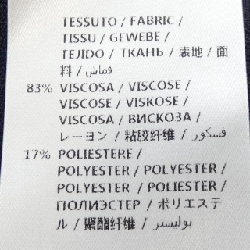 TESSUTO / FABRIC /
TISSU / GEWEBE /
TEJIDO / ТКАНЬ / 表地 / 面
料 / قماش /
83% VISCOSA / VISCOSE /
VISCOSE / VISKOSE /
VISCOSA / ВИСКОЗА /
レーヨン / 粘胶纤维 / فسكوز /
17% POLIESTERE /
POLYESTER / POLYESTER /
POLYESTER / POLIÉSTER /
ПОЛИЭСТЕР / ポリエステ
ル / 聚酯纤维 / بوليستر /